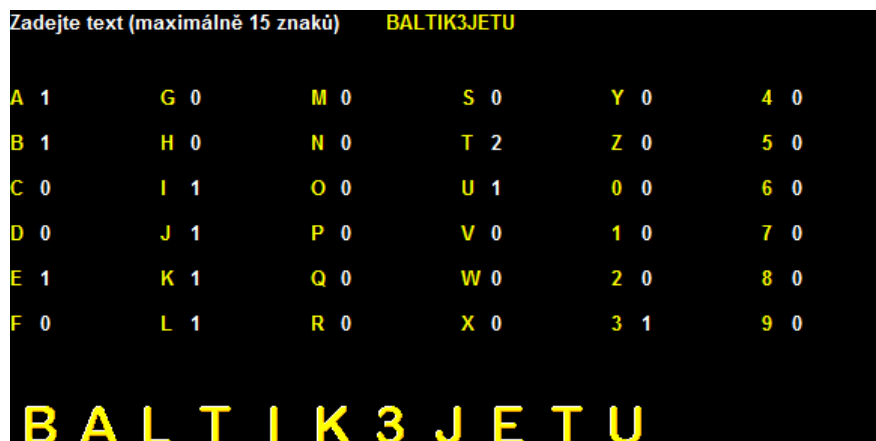 Zadejte text (maximálně 15 znaků) BALTIK3JETU
A 1 G 0 M 0 S 0 Y 0 4 0
B 1 H 0 N 0 T 2 Z 0 5 0
C 0 I 1 O 0 U 1 0 0 6 0
D 0 J 1 P 0 V 0 1 0 7 0
E 1 K 1 Q 0 W 0 2 0 8 0
F 0 L 1 R 0 X 0 3 1 9 0
B A L T I K 3 J E T U